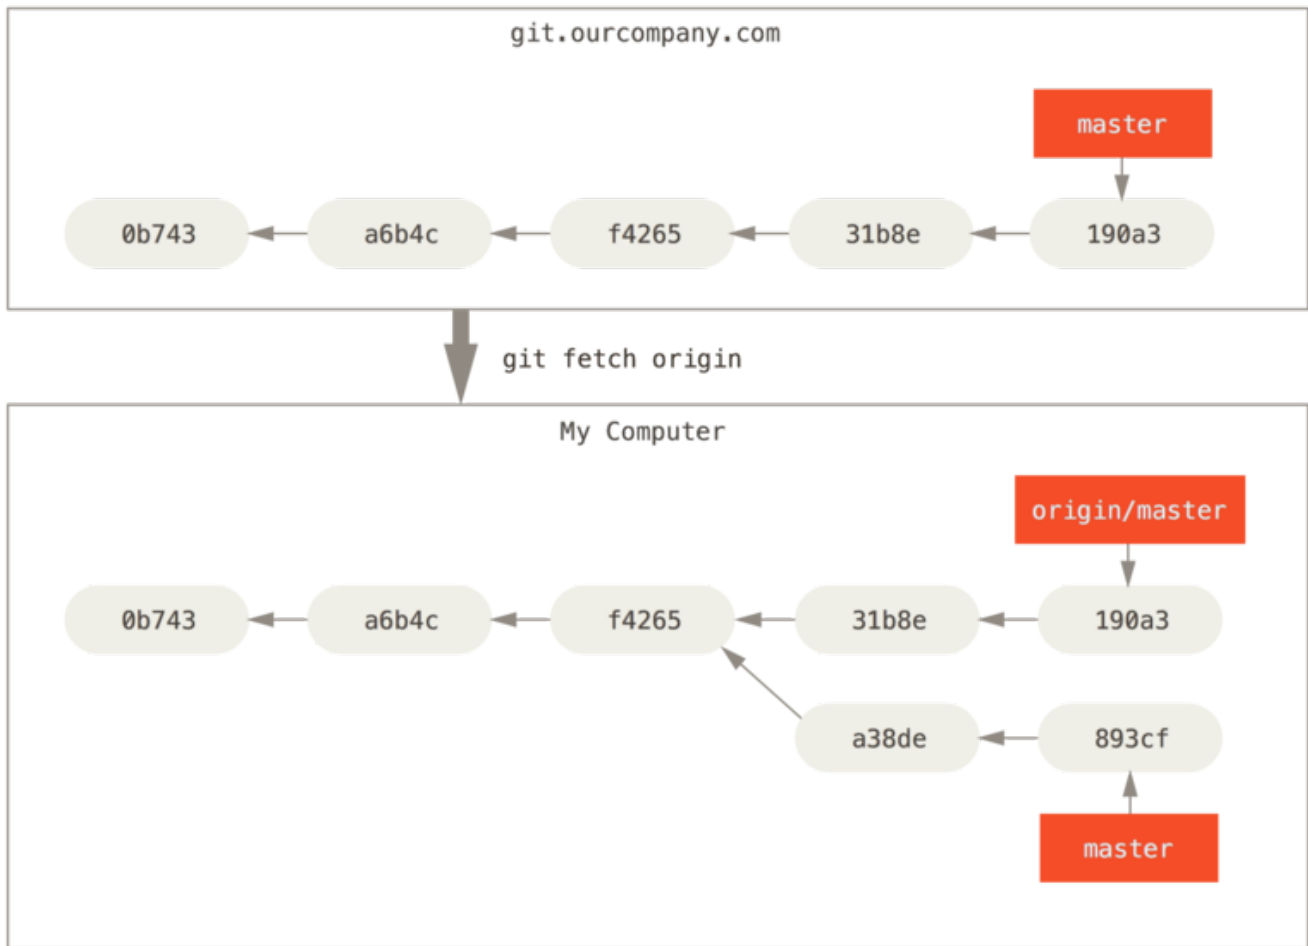 git.ourcompany.com
master
0b743 a6b4c f4265 31b8e 190a3
git fetch origin
My Computer
origin/master
0b743 a6b4c f4265 31b8e 190a3
a38de 893cf
master